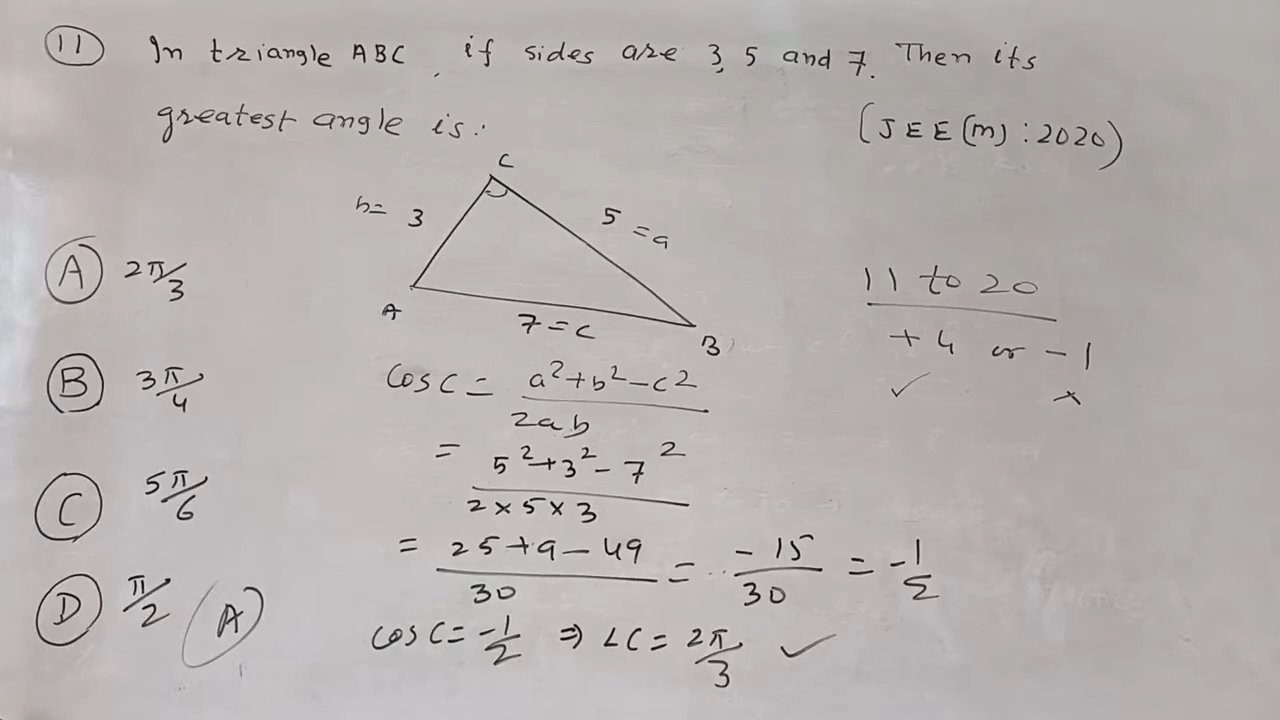 11 In triangle ABC, if sides are 3, 5 and 7. Then its
greatest angle is:
(JEE(m): 2020)
C
b = 3
5 = a
A
7 = c
B
(A) 2π/3
(B) 3π/4
(C) 5π/6
(D) π/2
(A)
11 to 20
+4 or -1
✓ ×
cos C = a²+b²-c²/2ab
= 5²+3²-7²/2×5×3
= 25+9-49/30 = -15/30 = -1/2
cos C = -1/2 ⇒ ∠C = 2π/3 ✓